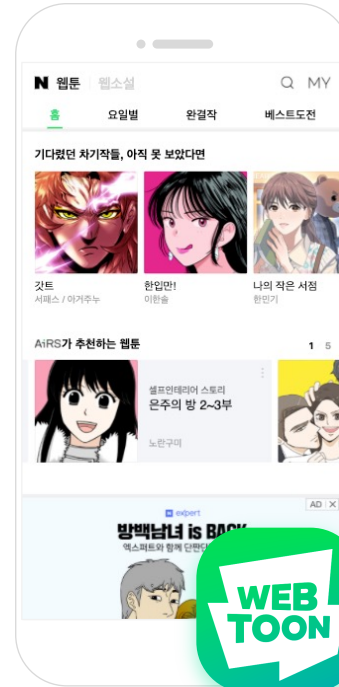 N 웹툰 웹소설 MY
홈 요일별 완결작 베스트도전
기다렸던 차기작들, 아직 못 보았다면
갓트 한입만! 나의 작은 서점
서패스 / 아거주누 이한솔 한민기
AiRS가 추천하는 웹툰 1 5
셀프인테리어 스토리
은주의 방 2~3부
노란구미
AD X
expert
방백남녀 is BACK
엑스퍼트와 함께 단판
WEB
TOON